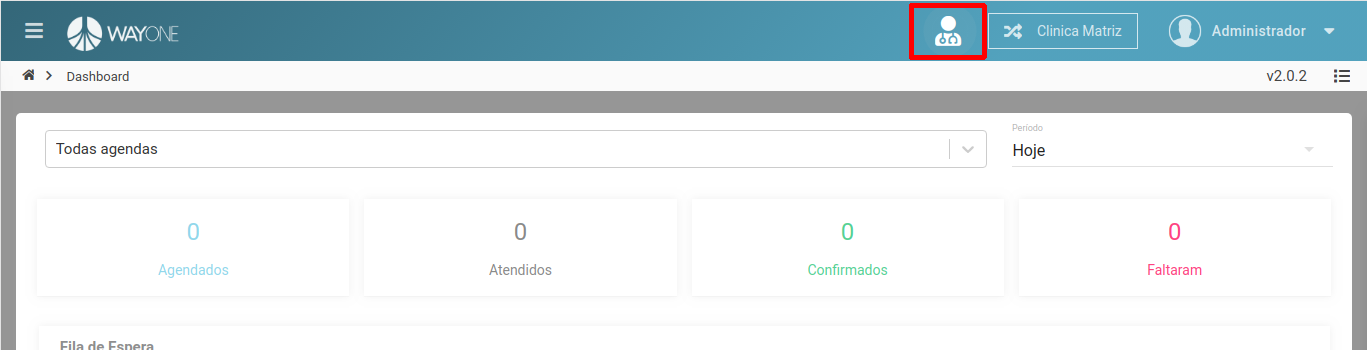 WAYONE
Clinica Matriz
Administrador
Dashboard
v2.0.2
Todas agendas
Período
Hoje
0
Agendados
0
Atendidos
0
Confirmados
0
Faltaram
Fila de Espera